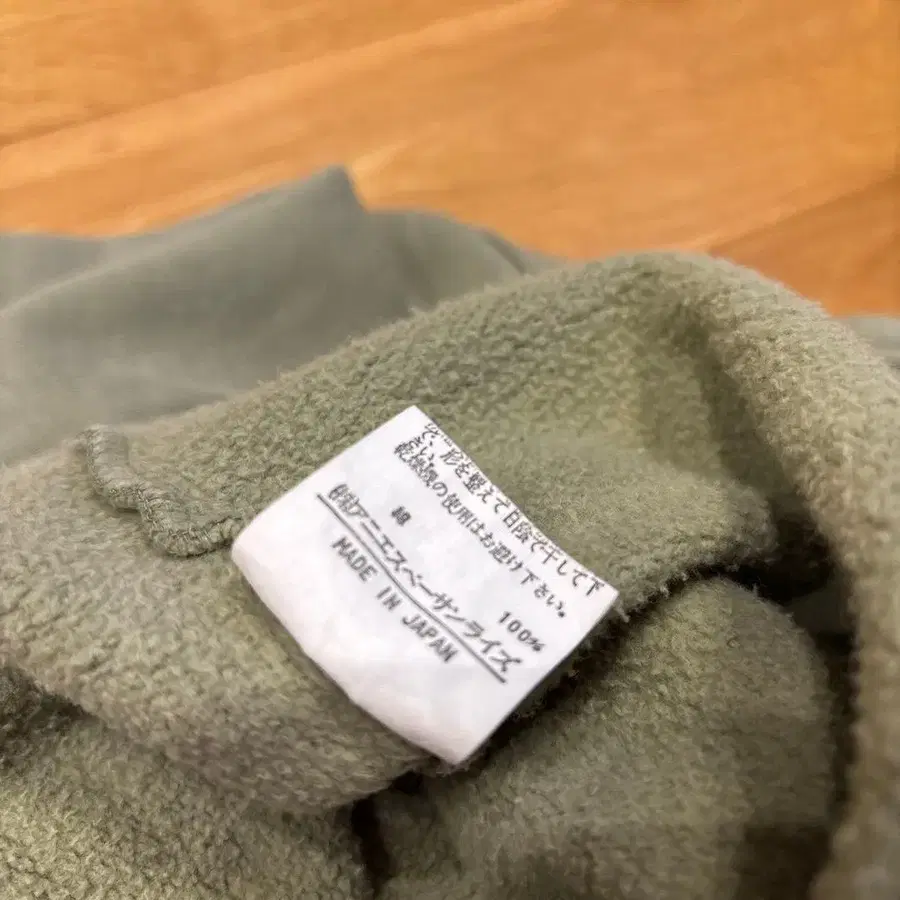 で、形を整えて日陰で干して下
さい。
乾燥機の使用はお避け下さい。
綿 100%
(株)アニエスベーサンライズ
MADE IN JAPAN